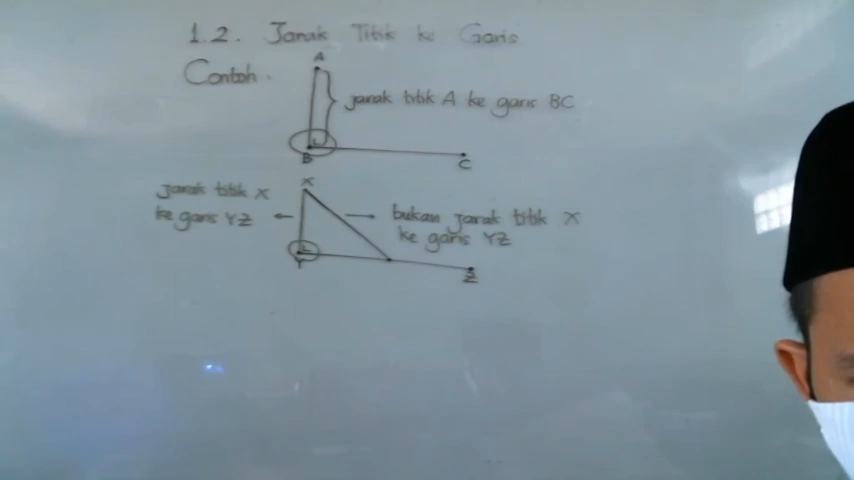 1.2. Jarak Titik ke Garis
Contoh.
A
jarak titik A ke garis BC
B
C
X
jarak titik X
ke garis YZ
bukan jarak titik X
ke garis YZ
Y
Z